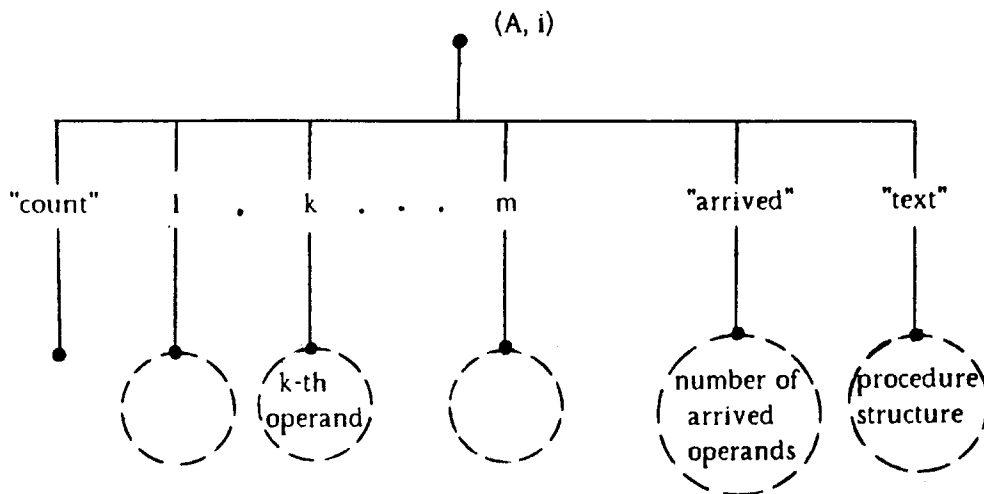 (A, i)
"count" 1 . k . . . m "arrived" "text"
k-th
operand
number of
arrived
operands
procedure
structure